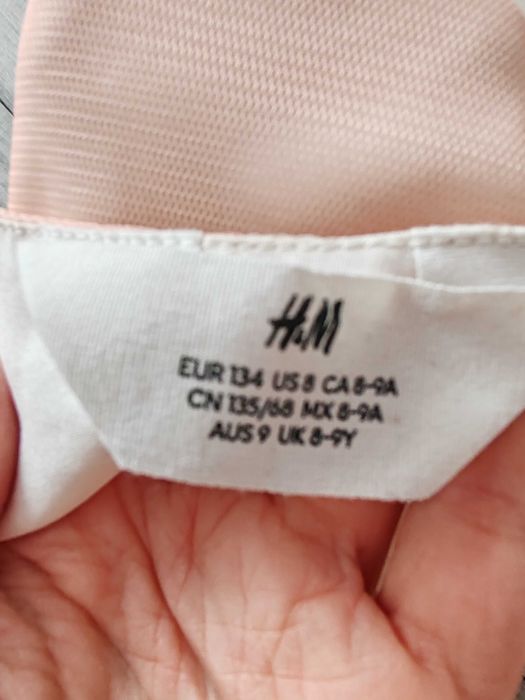 H&M
EUR 134 US 8 CA 8-9A
CN 135/68 MX 8-9A
AUS 9 UK 8-9Y